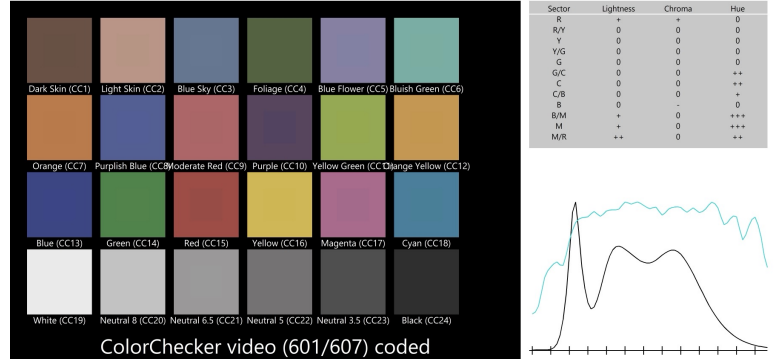 Dark Skin (CC1) Light Skin (CC2) Blue Sky (CC3) Foliage (CC4) Blue Flower (CC5) Bluish Green (CC6)
Orange (CC7) Purplish Blue (CC8) Moderate Red (CC9) Purple (CC10) Yellow Green (CC11) Orange Yellow (CC12)
Blue (CC13) Green (CC14) Red (CC15) Yellow (CC16) Magenta (CC17) Cyan (CC18)
White (CC19) Neutral 8 (CC20) Neutral 6.5 (CC21) Neutral 5 (CC22) Neutral 3.5 (CC23) Black (CC24)
ColorChecker video (601/607) coded
Sector Lightness Chroma Hue
R + + 0
R/Y 0 0 0
Y 0 0 0
Y/G 0 0 0
G 0 0 0
G/C 0 0 ++
C 0 0 ++
C/B 0 0 +
B 0 - 0
B/M + 0 +++
M + 0 +++
M/R ++ 0 ++